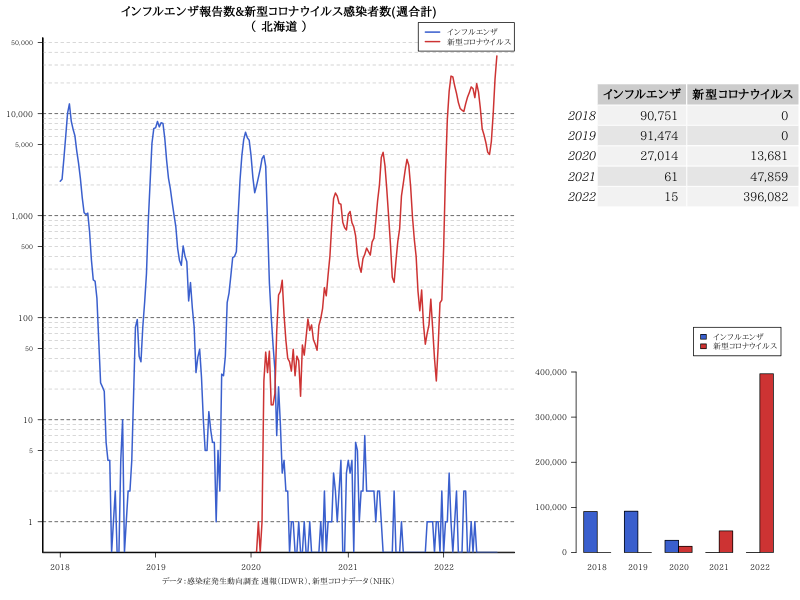 インフルエンザ報告数&新型コロナウイルス感染者数(週合計)
( 北海道 )
インフルエンザ
新型コロナウイルス
50,000
10,000
6,000
1,000
500
100
50
10
5
1
2018
2019
2020
2021
2022
データ:感染症発生動向調査 週報(IDWR)、新型コロナデータ(NHK)
インフルエンザ 新型コロナウイルス
2018 90,751 0
2019 91,474 0
2020 27,014 13,681
2021 61 47,859
2022 15 396,082
インフルエンザ
新型コロナウイルス
400,000
300,000
200,000
100,000
0
2018
2019
2020
2021
2022